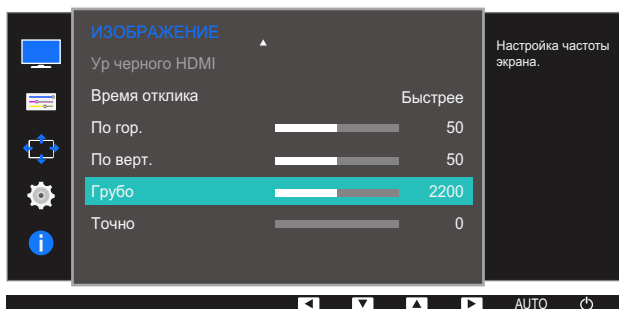 ИЗОБРАЖЕНИЕ
Ур черного HDMI
Время отклика Быстрее
По гор. 50
По верт. 50
Грубо 2200
Точно 0
Настройка частоты
экрана.
AUTO